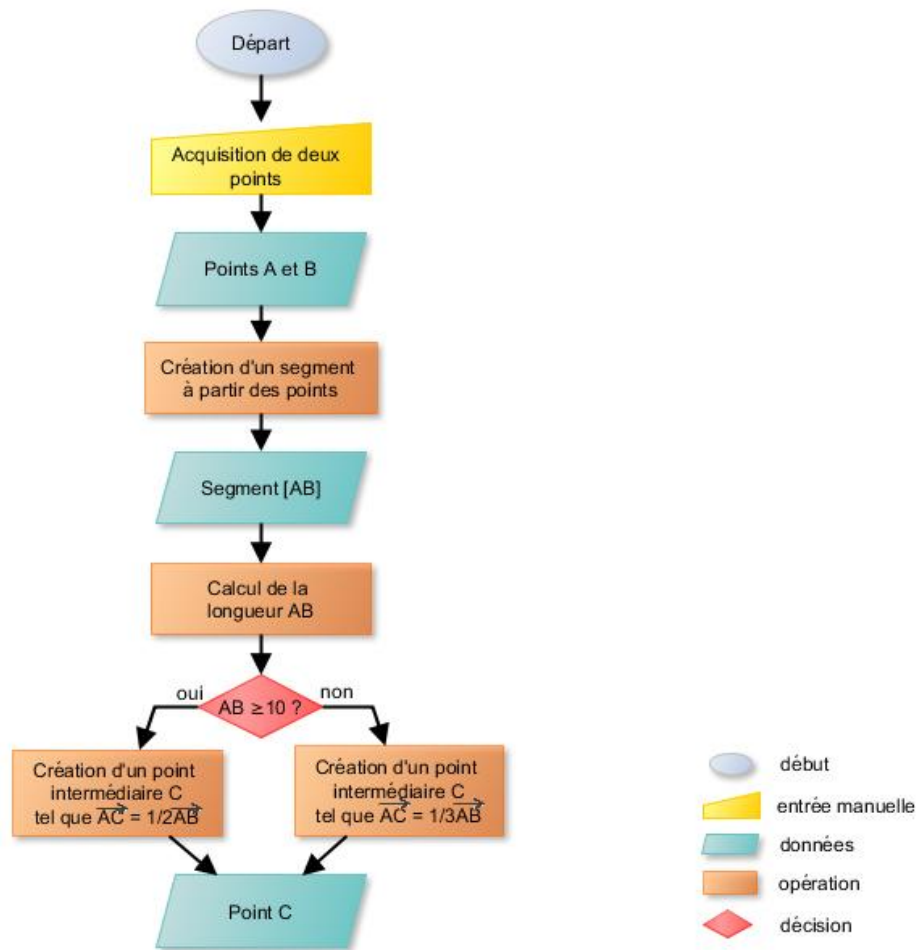 Départ
Acquisition de deux
points
Points A et B
Création d'un segment
à partir des points
Segment [AB]
Calcul de la
longueur AB
oui
AB ≥10 ?
non
Création d'un point
intermédiaire C
tel que AC = 1/2AB
Création d'un point
intermédiaire C
tel que AC = 1/3AB
Point C
début
entrée manuelle
données
opération
décision